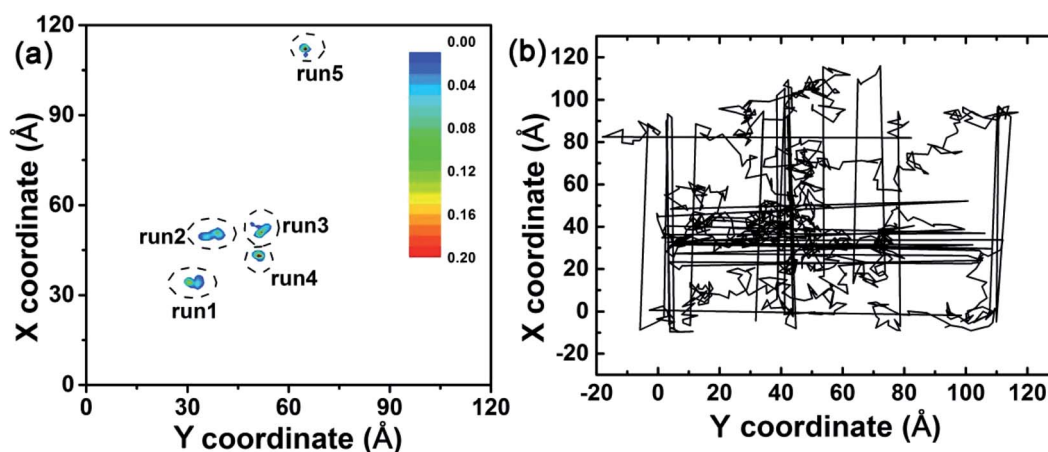 (a)
X coordinate (Å)
120
90
60
30
0
0
30
60
90
120
Y coordinate (Å)
run5
run2
run3
run4
run1
0.00
0.04
0.08
0.12
0.16
0.20
(b)
X coordinate (Å)
120
100
80
60
40
20
0
-20
-20
0
20
40
60
80
100
120
Y coordinate (Å)